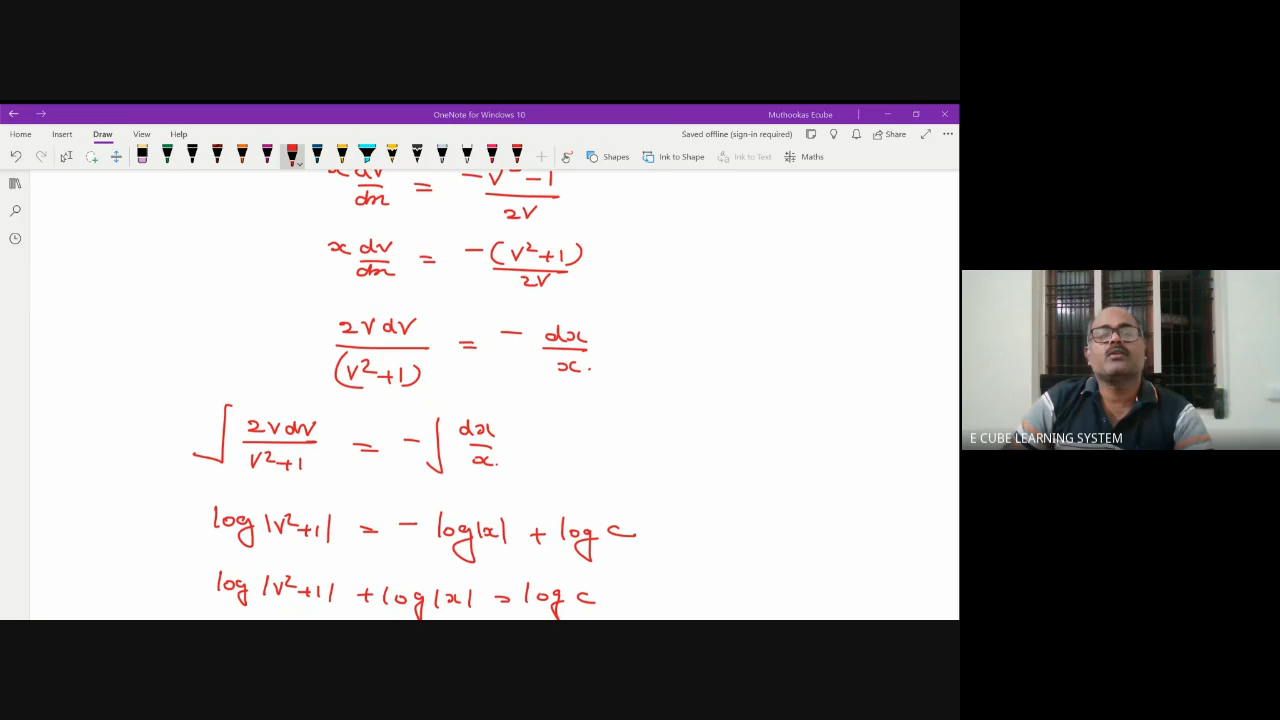 OneNote for Windows 10
Muthookas Ecube
Home Insert Draw View Help
Saved offline (sign-in required) Share
Shapes Ink to Shape Ink to Text Maths
x dv/dx = -v² - 1 / 2v
x dv/dx = -(v²+1) / 2v
2v dv / (v²+1) = - dx / x.
∫ 2v dv / v²+1 = - ∫ dx / x.
log |v²+1| = - log |x| + log c
log |v²+1| + log |x| = log c
E CUBE LEARNING SYSTEM